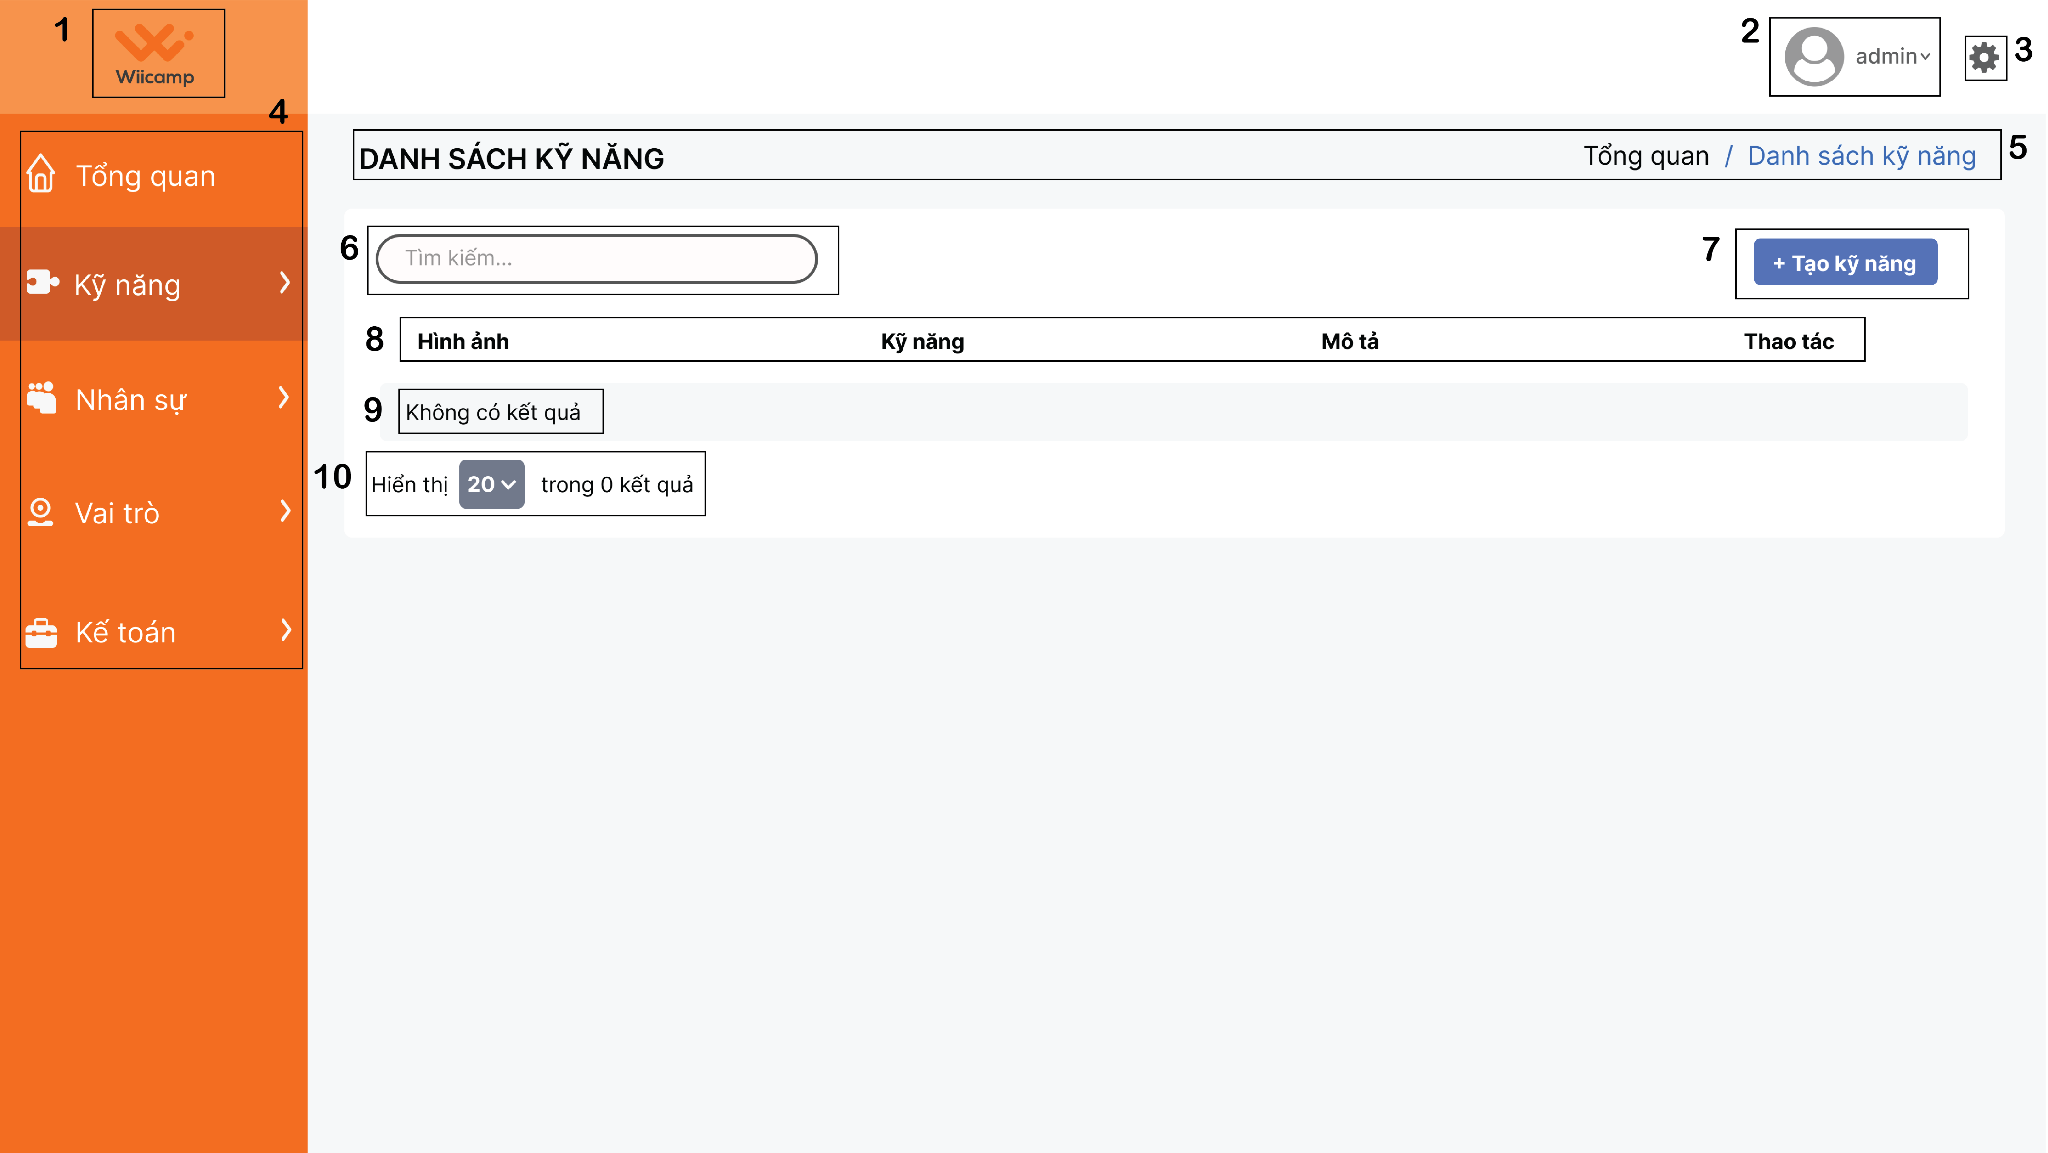 1
Wiicamp
2
admin
3
4
Tổng quan
Kỹ năng
Nhân sự
Vai trò
Kế toán
DANH SÁCH KỸ NĂNG
Tổng quan / Danh sách kỹ năng
5
6
Tìm kiếm...
7
+ Tạo kỹ năng
8
Hình ảnh Kỹ năng Mô tả Thao tác
9
Không có kết quả
10
Hiển thị 20 trong 0 kết quả